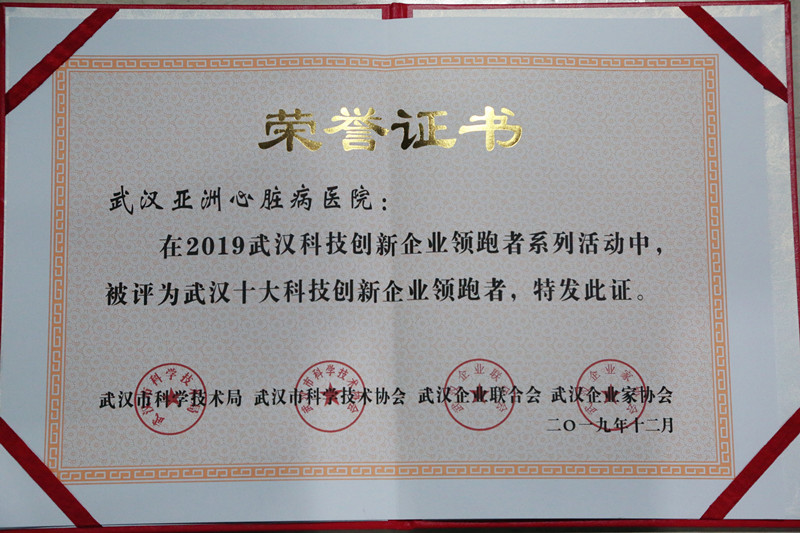 荣誉证书
武汉亚洲心脏病医院：
在2019武汉科技创新企业领跑者系列活动中，
被评为武汉十大科技创新企业领跑者，特发此证。
武汉市科学技术局 武汉市科学技术协会 武汉企业联合会 武汉企业家协会
二〇一九年十二月